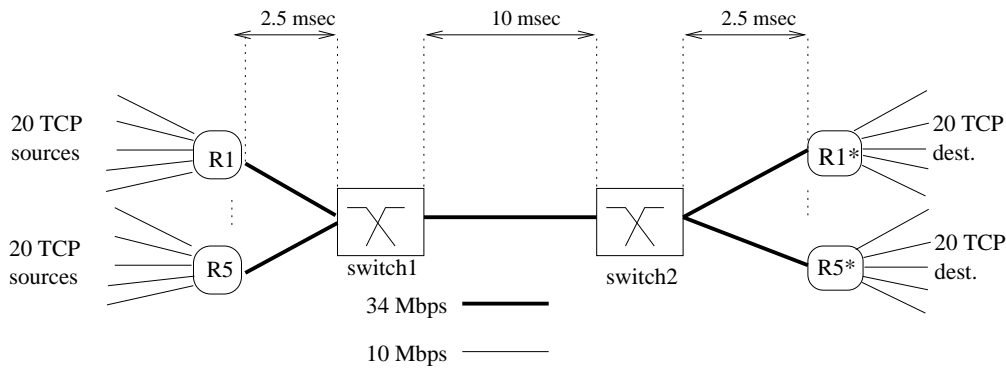 2.5 msec
10 msec
2.5 msec
20 TCP
sources
R1
R1*
20 TCP
dest.
20 TCP
sources
R5
switch1
switch2
R5*
20 TCP
dest.
34 Mbps
10 Mbps